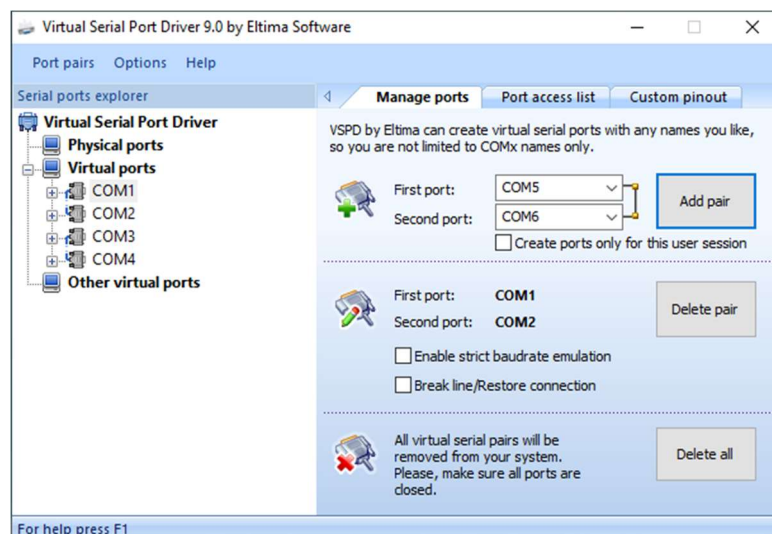 Virtual Serial Port Driver 9.0 by Eltima Software
Port pairs Options Help
Serial ports explorer
Virtual Serial Port Driver
Physical ports
Virtual ports
COM1
COM2
COM3
COM4
Other virtual ports
Manage ports Port access list Custom pinout
VSPD by Eltima can create virtual serial ports with any names you like,
so you are not limited to COMx names only.
First port: COM5
Second port: COM6
Add pair
Create ports only for this user session
First port: COM1
Second port: COM2
Delete pair
Enable strict baudrate emulation
Break line/Restore connection
All virtual serial pairs will be
removed from your system.
Please, make sure all ports are
closed.
Delete all
For help press F1